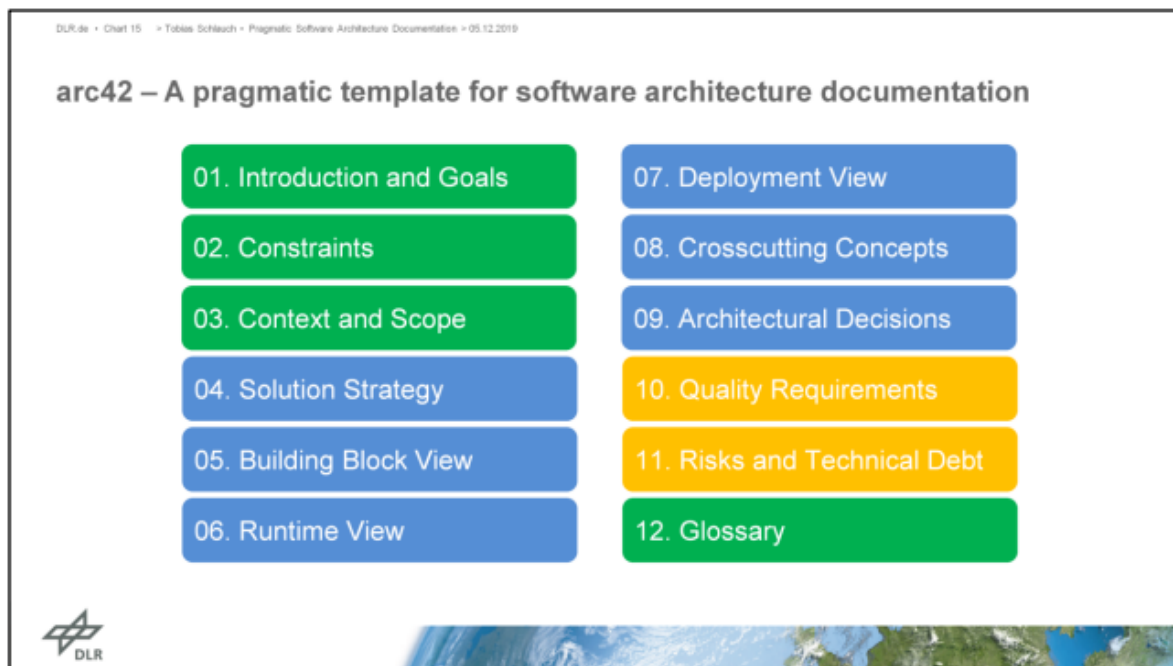 DLR.de • Chart 15 > Tobias Schlauch • Pragmatic Software Architecture Documentation > 05.12.2019
arc42 – A pragmatic template for software architecture documentation
01. Introduction and Goals
02. Constraints
03. Context and Scope
04. Solution Strategy
05. Building Block View
06. Runtime View
07. Deployment View
08. Crosscutting Concepts
09. Architectural Decisions
10. Quality Requirements
11. Risks and Technical Debt
12. Glossary
DLR